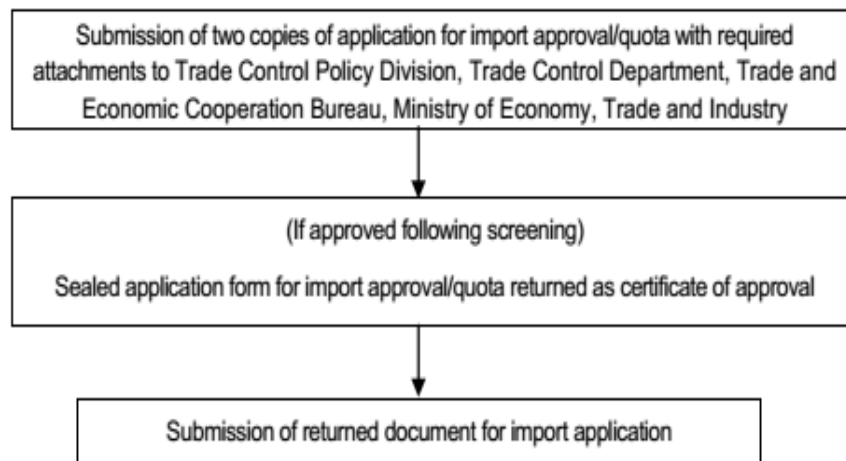 Submission of two copies of application for import approval/quota with required
attachments to Trade Control Policy Division, Trade Control Department, Trade and
Economic Cooperation Bureau, Ministry of Economy, Trade and Industry
(If approved following screening)
Sealed application form for import approval/quota returned as certificate of approval
Submission of returned document for import application